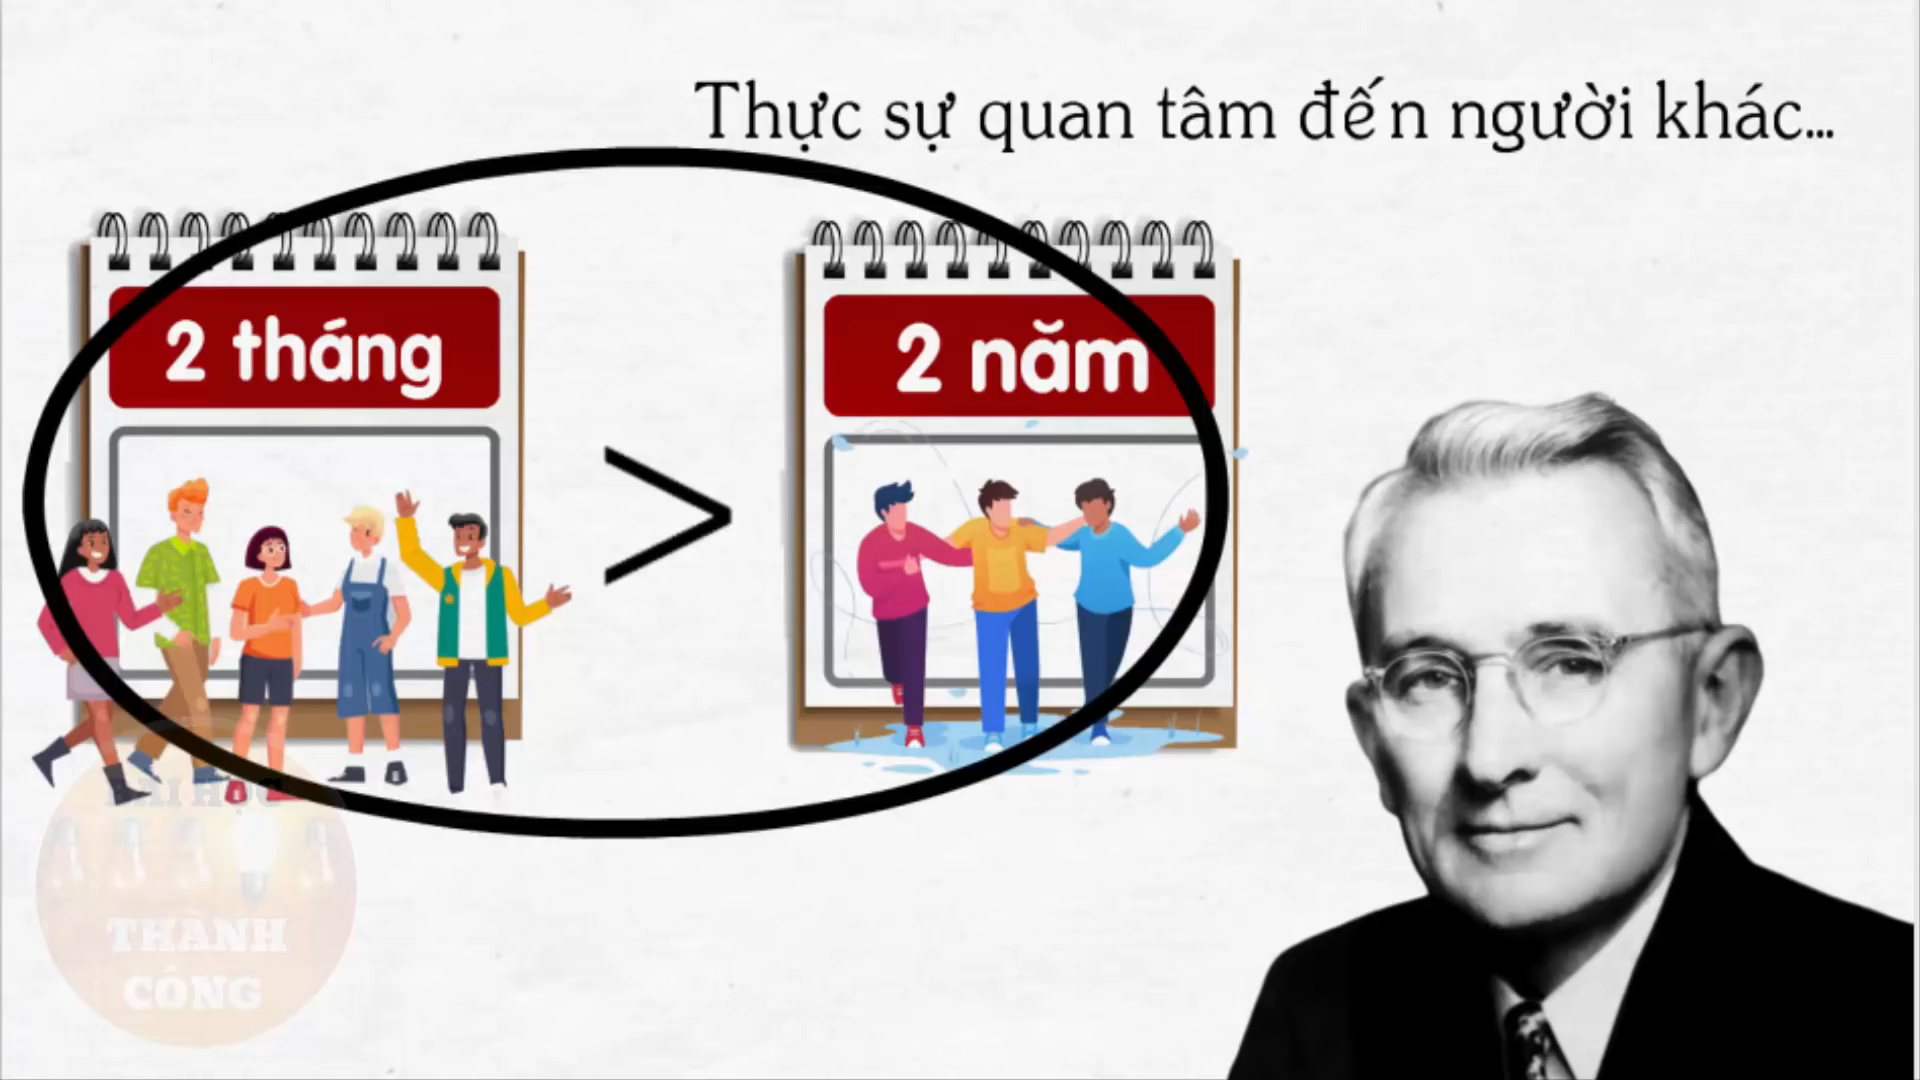 Thực sự quan tâm đến người khác...
2 tháng
>
2 năm
THÀNH
CÔNG